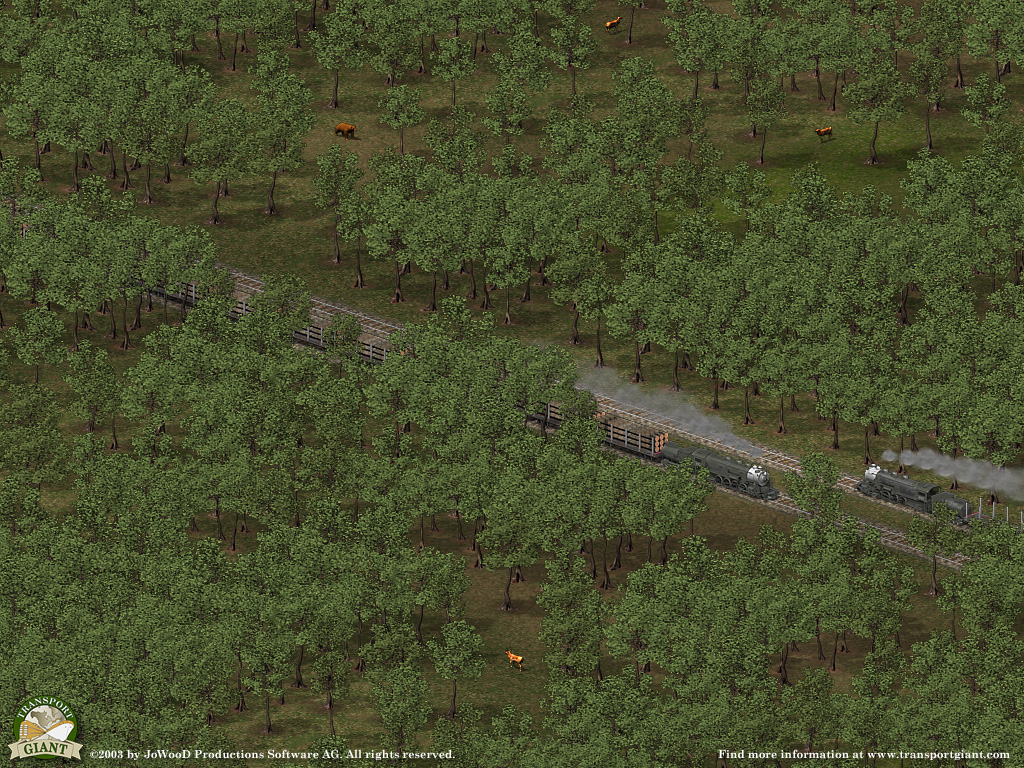 TRANSPORT
GIANT
©2003 by JoWooD Productions Software AG. All rights reserved.
Find more information at www.transportgiant.com